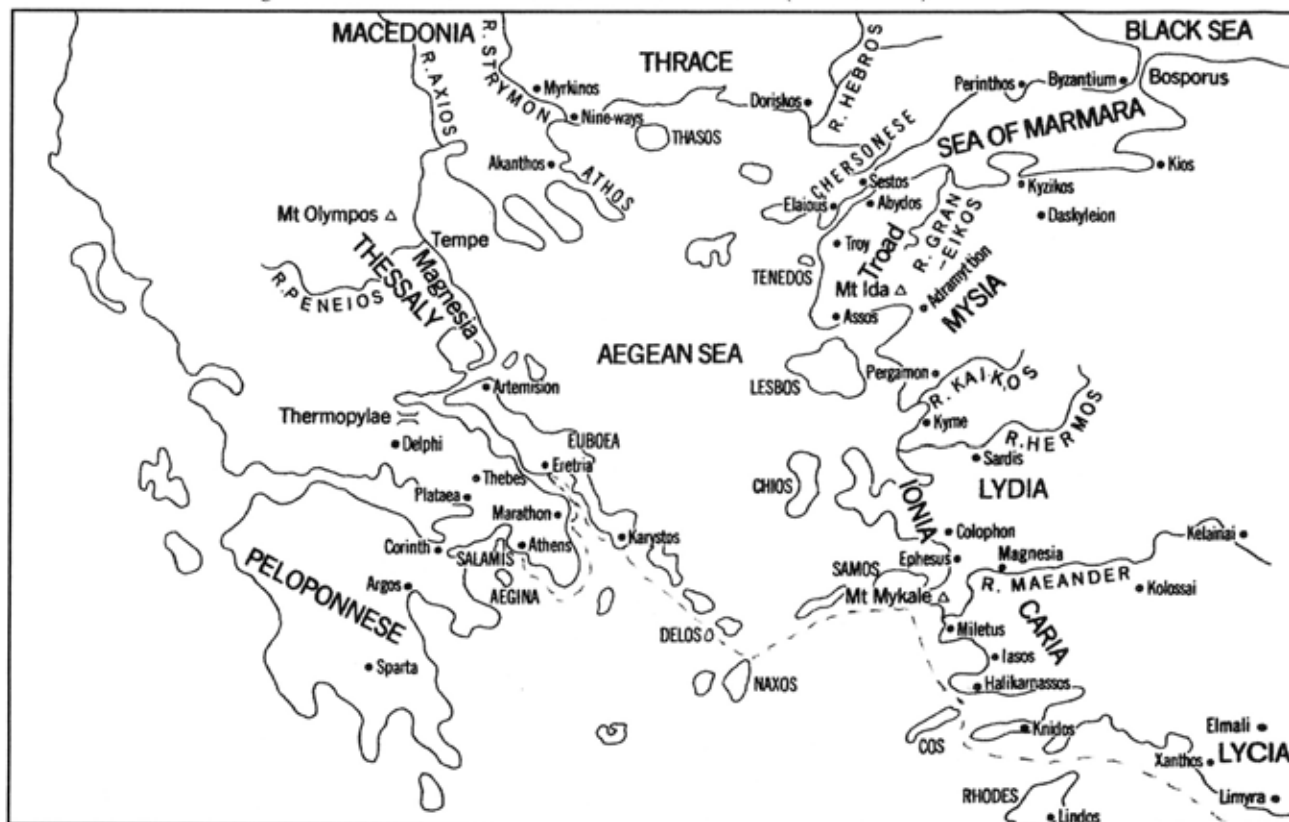 MACEDONIA
R. AXIOS
R. STRYMON
Myrkinos
Nine-ways
THRACE
Doriskos
R. HEBROS
BLACK SEA
Perinthos
Byzantium
Bosporus
THASOS
CHERSONESE
SEA OF MARMARA
Akanthos
ATHOS
Sestos
Elaious
Abydos
Kyzikos
Kios
Daskyleion
Mt Olympos
Tempe
Troy
Troad
R. GRAN
-EIKOS
THESSALY
Magnesia
R. PENEIOS
TENEDOS
Mt Ida
Adramyttion
MYSIA
Assos
AEGEAN SEA
LESBOS
Pergamon
R. KAIKOS
Artemision
Thermopylae
Kyme
R. HERMOS
Delphi
EUBOEA
Eretria
Sardis
Thebes
CHIOS
IONIA
LYDIA
Plataea
Marathon
Colophon
Kelainai
Corinth
SALAMIS
Athens
Karystos
Ephesus
Magnesia
PELOPONNESE
Argos
AEGINA
SAMOS
Mt Mykale
R. MAEANDER
Kolossai
DELOS
Miletus
CARIA
Sparta
NAXOS
Iasos
Halikarnassos
COS
Knidos
Elmali
Xanthos
LYCIA
RHODES
Lindos
Limyra